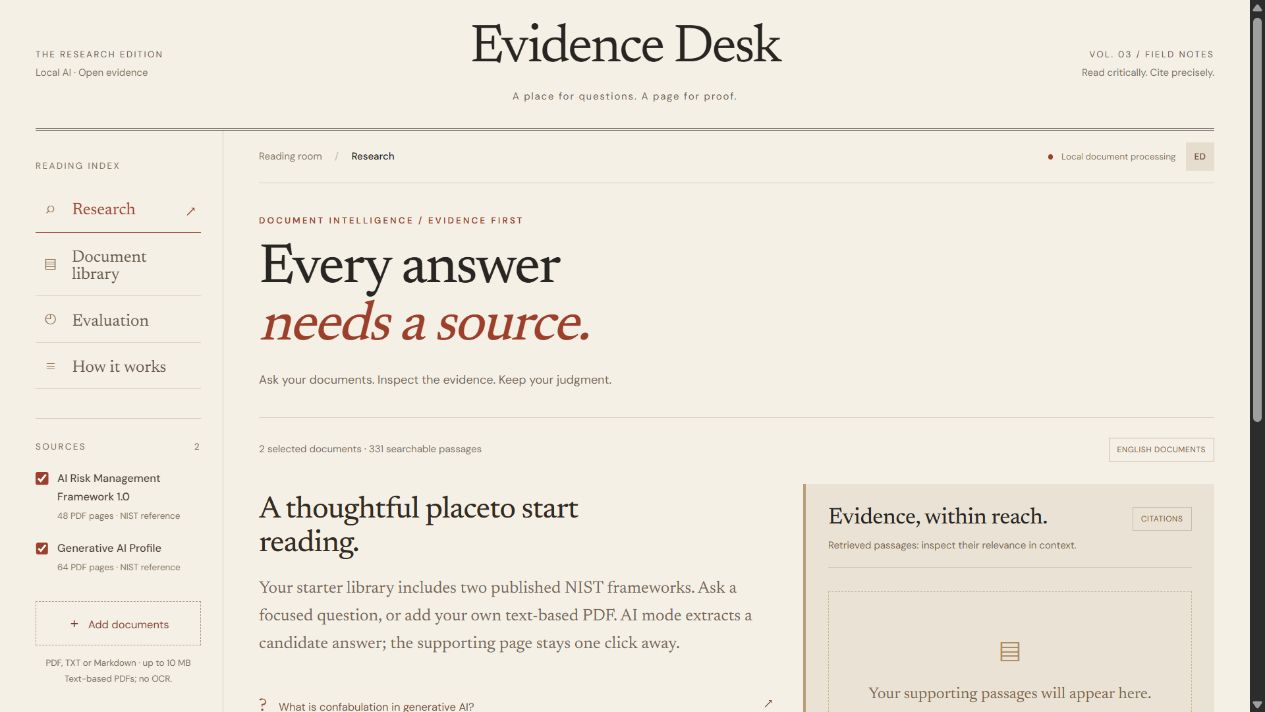 THE RESEARCH EDITION
Local AI · Open evidence
Evidence Desk
A place for questions. A page for proof.
VOL. 03 / FIELD NOTES
Read critically. Cite precisely.
READING INDEX
Research ↗
Document
library
Evaluation
How it works
SOURCES 2
AI Risk Management
Framework 1.0
48 PDF pages · NIST reference
Generative AI Profile
64 PDF pages · NIST reference
+ Add documents
PDF, TXT or Markdown · up to 10 MB
Text-based PDFs; no OCR.
Reading room / Research
Local document processing ED
DOCUMENT INTELLIGENCE / EVIDENCE FIRST
Every answer
needs a source.
Ask your documents. Inspect the evidence. Keep your judgment.
2 selected documents · 331 searchable passages
ENGLISH DOCUMENTS
A thoughtful placeto start
reading.
Your starter library includes two published NIST frameworks. Ask a
focused question, or add your own text-based PDF. AI mode extracts a
candidate answer; the supporting page stays one click away.
? What is confabulation in generative AI? ↗
Evidence, within reach.
CITATIONS
Retrieved passages: inspect their relevance in context.
Your supporting passages will appear here.